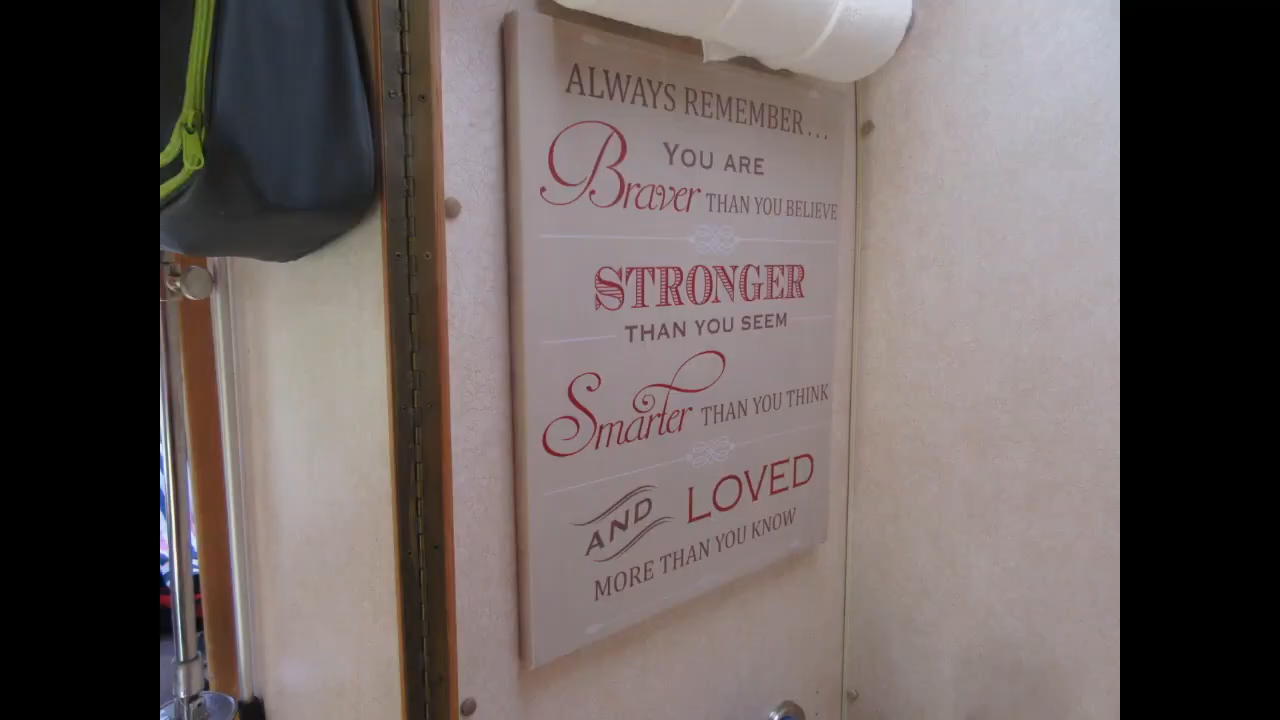 ALWAYS REMEMBER...
YOU ARE
Braver THAN YOU BELIEVE
STRONGER
THAN YOU SEEM
Smarter THAN YOU THINK
AND LOVED
MORE THAN YOU KNOW